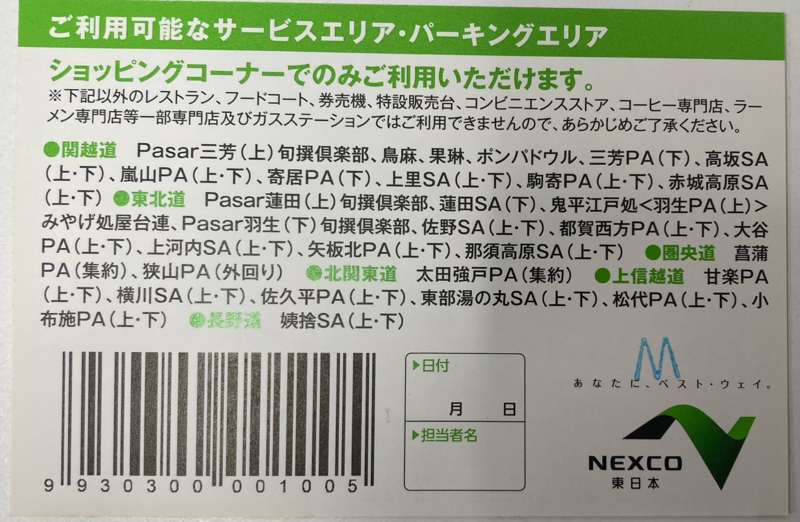 ご利用可能なサービスエリア・パーキングエリア
ショッピングコーナーでのみご利用いただけます。
※下記以外のレストラン、フードコート、券売機、特設販売台、コンビニエンスストア、コーヒー専門店、ラー
メン専門店等一部専門店及びガスステーションではご利用できませんので、あらかじめご了承ください。
●関越道 Pasar三芳(上)旬撰倶楽部、鳥麻、果琳、ポンパドウル、三芳PA(下)、高坂SA
(上・下)、嵐山PA(上・下)、寄居PA(下)、上里SA(上・下)、駒寄PA(上・下)、赤城高原SA
(上・下) ●東北道 Pasar蓮田(上)旬撰倶楽部、蓮田SA(下)、鬼平江戸処<羽生PA(上)>
みやげ処屋台連、Pasar羽生(下)旬撰倶楽部、佐野SA(上・下)、都賀西方PA(上・下)、大谷
PA(上・下)、上河内SA(上・下)、矢板北PA(上・下)、那須高原SA(上・下) ●圏央道 菖蒲
PA(集約)、狭山PA(外回り) ●北関東道 太田強戸PA(集約) ●上信越道 甘楽PA
(上・下)、横川SA(上・下)、佐久平PA(上・下)、東部湯の丸SA(上・下)、松代PA(上・下)、小
布施PA(上・下) ●長野道 姨捨SA(上・下)
▶日付
月 日
▶担当者名
あなたに、ベスト・ウェイ。
NEXCO
東日本
9930300001005